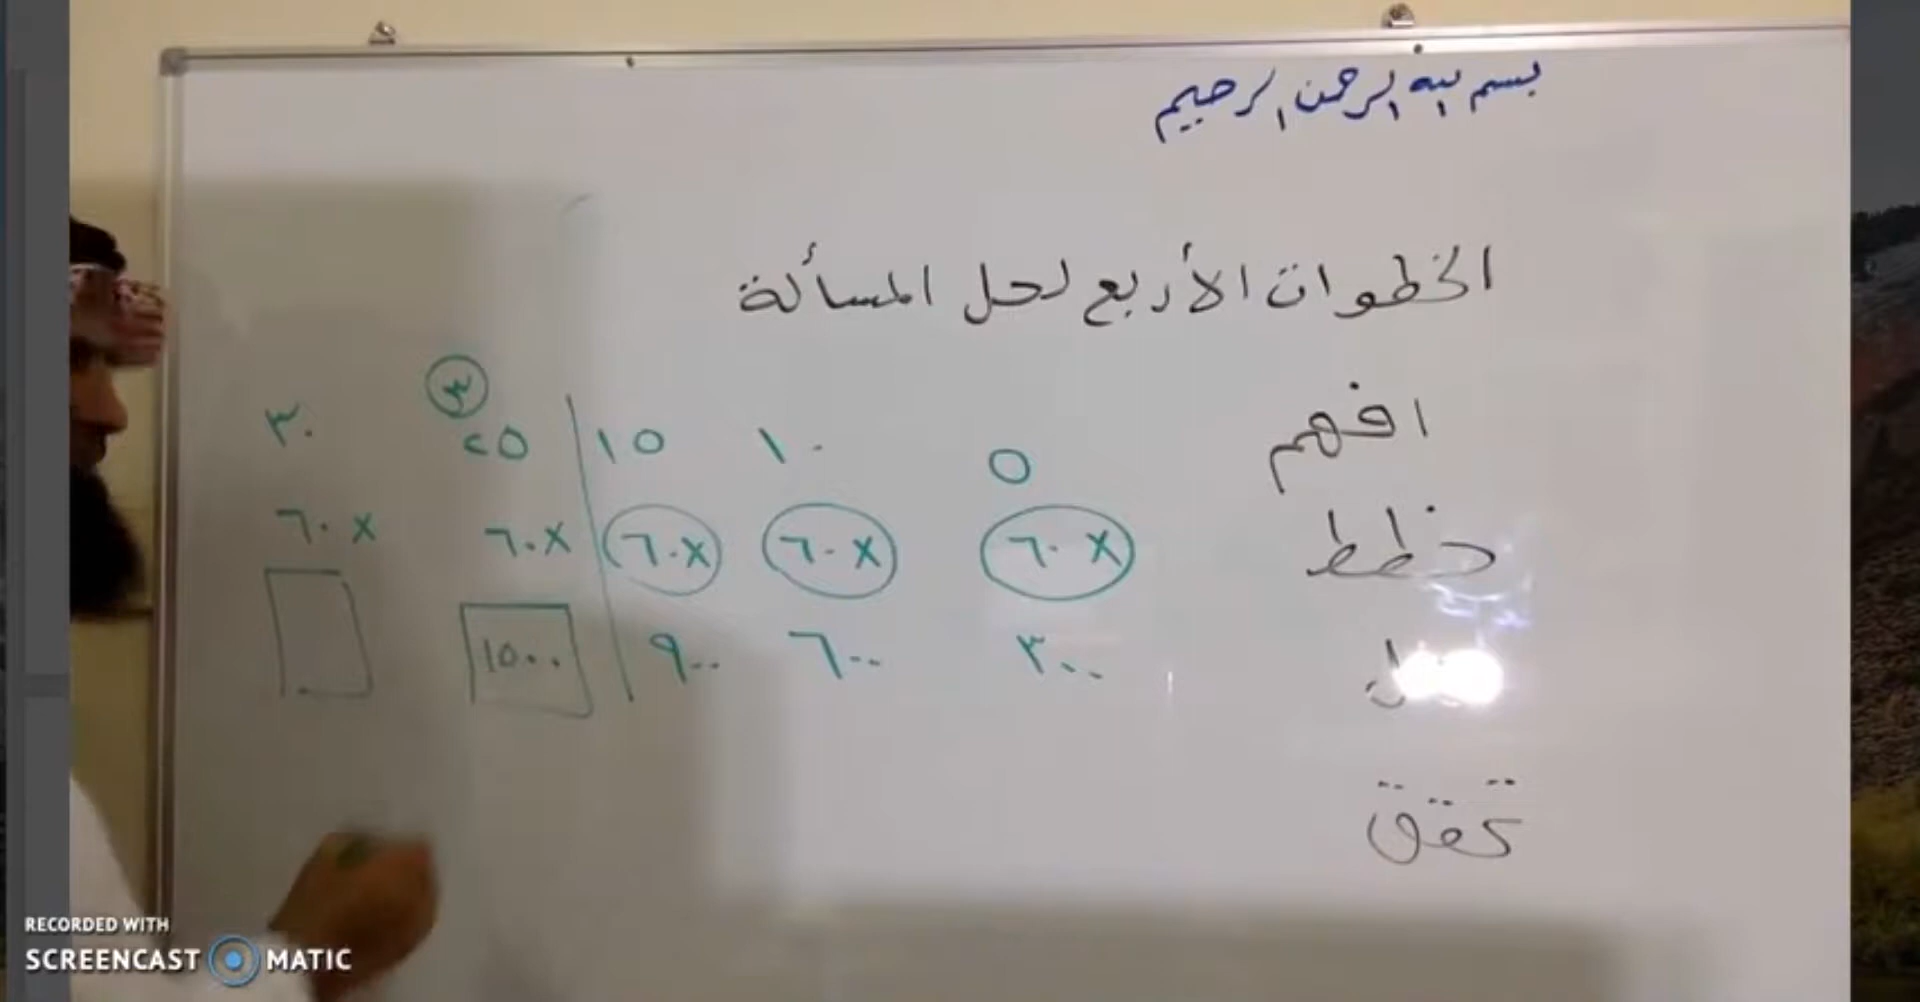 بسم الله الرحمن الرحيم
الخطوات الأربع لحل المسألة
افهم
خطط
تحقق
٣
٥ ١٠ ١٥ ٢٥ ٣٠
×٦٠ ×٦٠ ×٦٠ ×٦٠ ×٦٠
٣٠٠ ٦٠٠ ٩٠٠ ١٥٠٠
RECORDED WITH
SCREENCAST MATIC